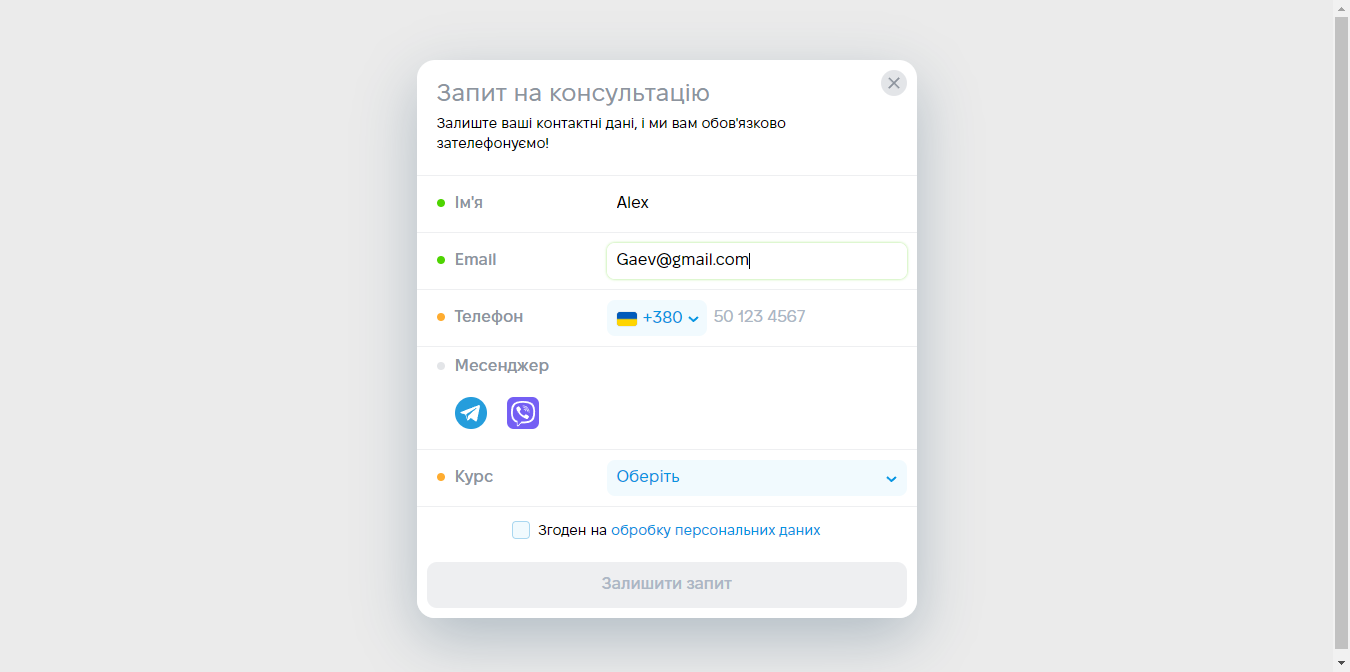 Запит на консультацію
Залиште ваші контактні дані, і ми вам обов'язково
зателефонуємо!
Ім'я Alex
Email Gaev@gmail.com
Телефон +380 50 123 4567
Месенджер
Курс Оберіть
Згоден на обробку персональних даних
Залишити запит